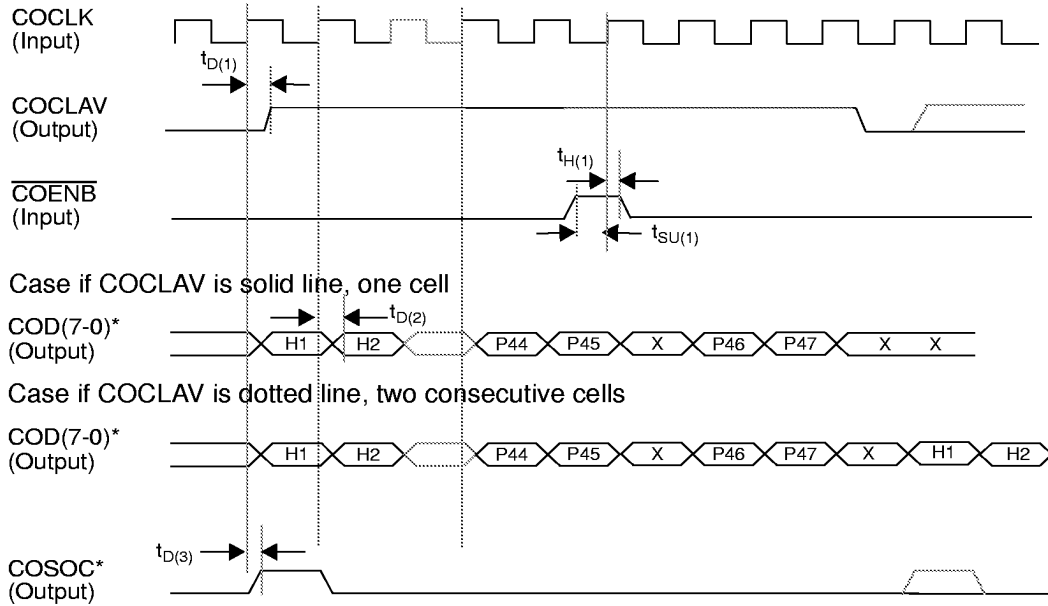 COCLK
(Input)
tD(1)
COCLAV
(Output)
tH(1)
COENB
(Input)
tSU(1)
Case if COCLAV is solid line, one cell
tD(2)
COD(7-0)*
(Output)
H1 H2 P44 P45 X P46 P47 X X
Case if COCLAV is dotted line, two consecutive cells
COD(7-0)*
(Output)
H1 H2 P44 P45 X P46 P47 X H1 H2
tD(3)
COSOC*
(Output)